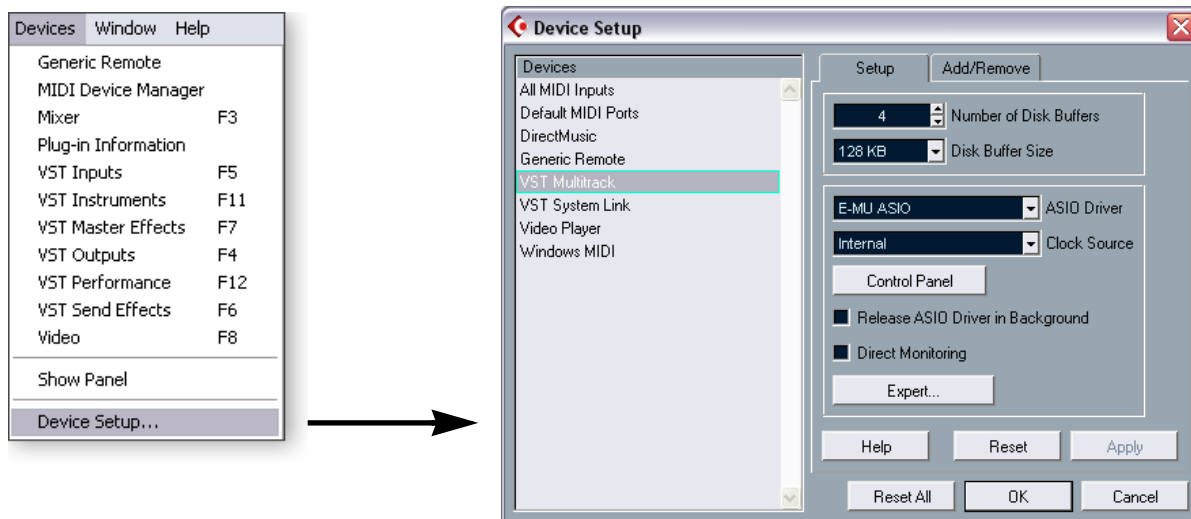 Devices Window Help
Generic Remote
MIDI Device Manager
Mixer F3
Plug-in Information
VST Inputs F5
VST Instruments F11
VST Master Effects F7
VST Outputs F4
VST Performance F12
VST Send Effects F6
Video F8
Show Panel
Device Setup...
Device Setup
Devices
All MIDI Inputs
Default MIDI Ports
DirectMusic
Generic Remote
VST Multitrack
VST System Link
Video Player
Windows MIDI
Setup Add/Remove
4 Number of Disk Buffers
128 KB Disk Buffer Size
E-MU ASIO ASIO Driver
Internal Clock Source
Control Panel
Release ASIO Driver in Background
Direct Monitoring
Expert...
Help Reset Apply
Reset All OK Cancel